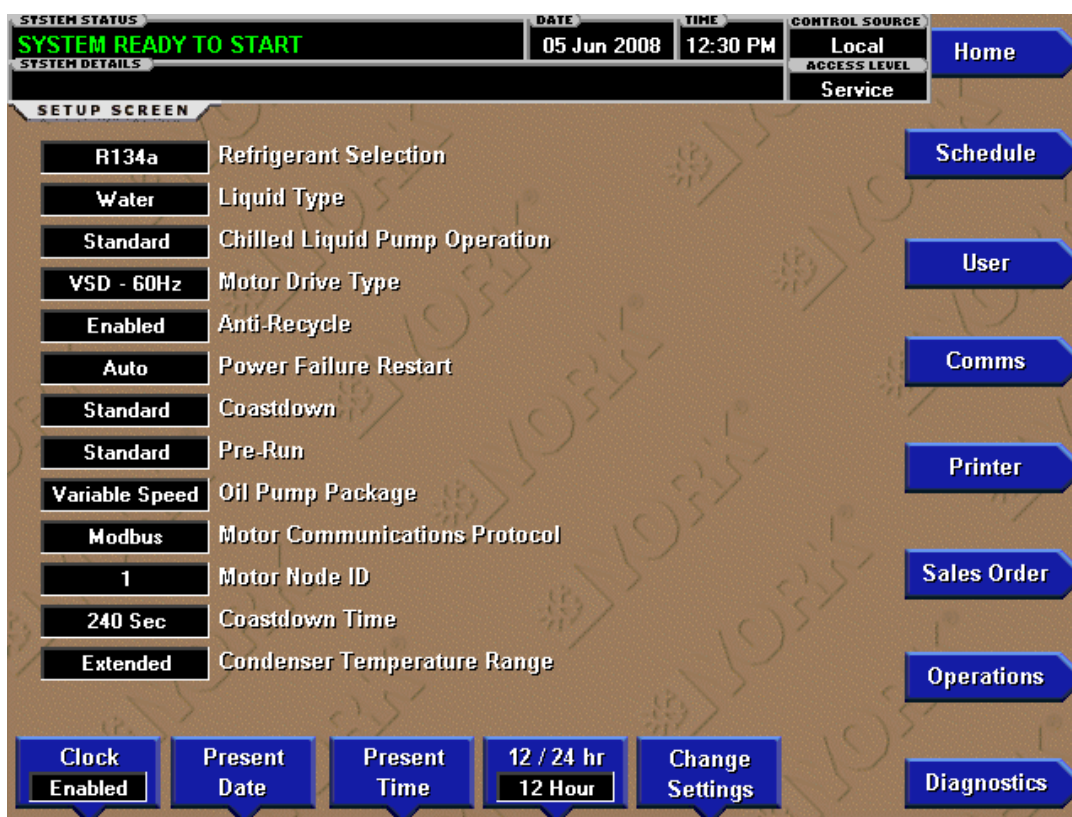 SYSTEM STATUS
SYSTEM READY TO START
SYSTEM DETAILS
DATE
05 Jun 2008
TIME
12:30 PM
CONTROL SOURCE
Local
ACCESS LEVEL
Service
Home
SETUP SCREEN
R134a Refrigerant Selection
Schedule
Water Liquid Type
Standard Chilled Liquid Pump Operation
User
VSD - 60Hz Motor Drive Type
Enabled Anti-Recycle
Auto Power Failure Restart
Comms
Standard Coastdown
Standard Pre-Run
Printer
Variable Speed Oil Pump Package
Modbus Motor Communications Protocol
1 Motor Node ID
Sales Order
240 Sec Coastdown Time
Extended Condenser Temperature Range
Operations
Clock
Enabled
Present
Date
Present
Time
12 / 24 hr
12 Hour
Change
Settings
Diagnostics
YORK®